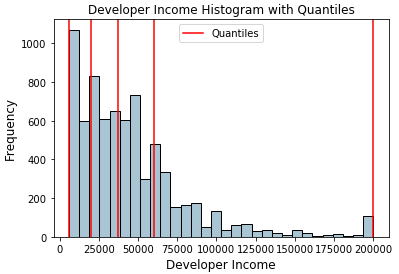 Developer Income Histogram with Quantiles
Quantiles
1000
800
600
400
200
0
Frequency
0 25000 50000 75000 100000 125000 150000 175000 200000
Developer Income